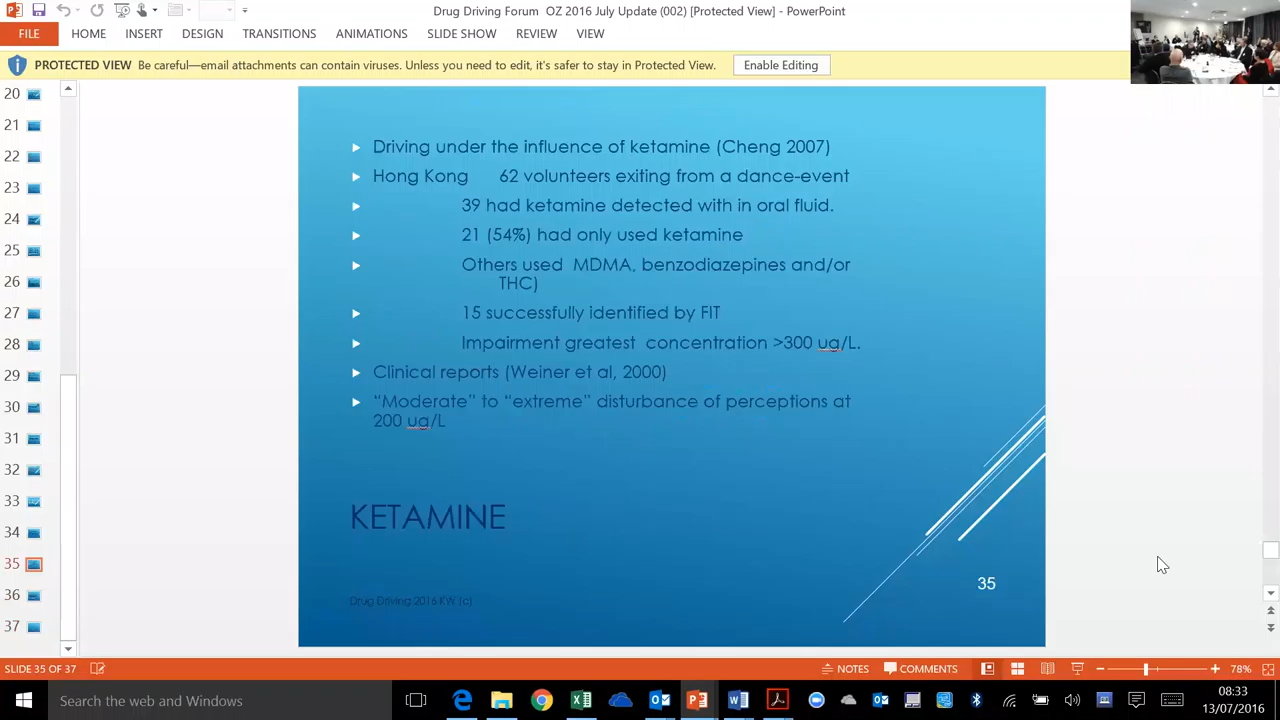 Drug Driving Forum OZ 2016 July Update (002) [Protected View] - PowerPoint
FILE HOME INSERT DESIGN TRANSITIONS ANIMATIONS SLIDE SHOW REVIEW VIEW
PROTECTED VIEW Be careful—email attachments can contain viruses. Unless you need to edit, it's safer to stay in Protected View. Enable Editing
20
21
22
23
24
25
26
27
28
29
30
31
32
33
34
35
36
37
Driving under the influence of ketamine (Cheng 2007)
Hong Kong 62 volunteers exiting from a dance-event
39 had ketamine detected with in oral fluid.
21 (54%) had only used ketamine
Others used MDMA, benzodiazepines and/or
THC)
15 successfully identified by FIT
Impairment greatest concentration >300 ug/L.
Clinical reports (Weiner et al, 2000)
“Moderate” to “extreme” disturbance of perceptions at
200 ug/L
KETAMINE
35
Drug Driving 2016 KW (c)
SLIDE 35 OF 37 NOTES COMMENTS 78%
Search the web and Windows
08:33
13/07/2016